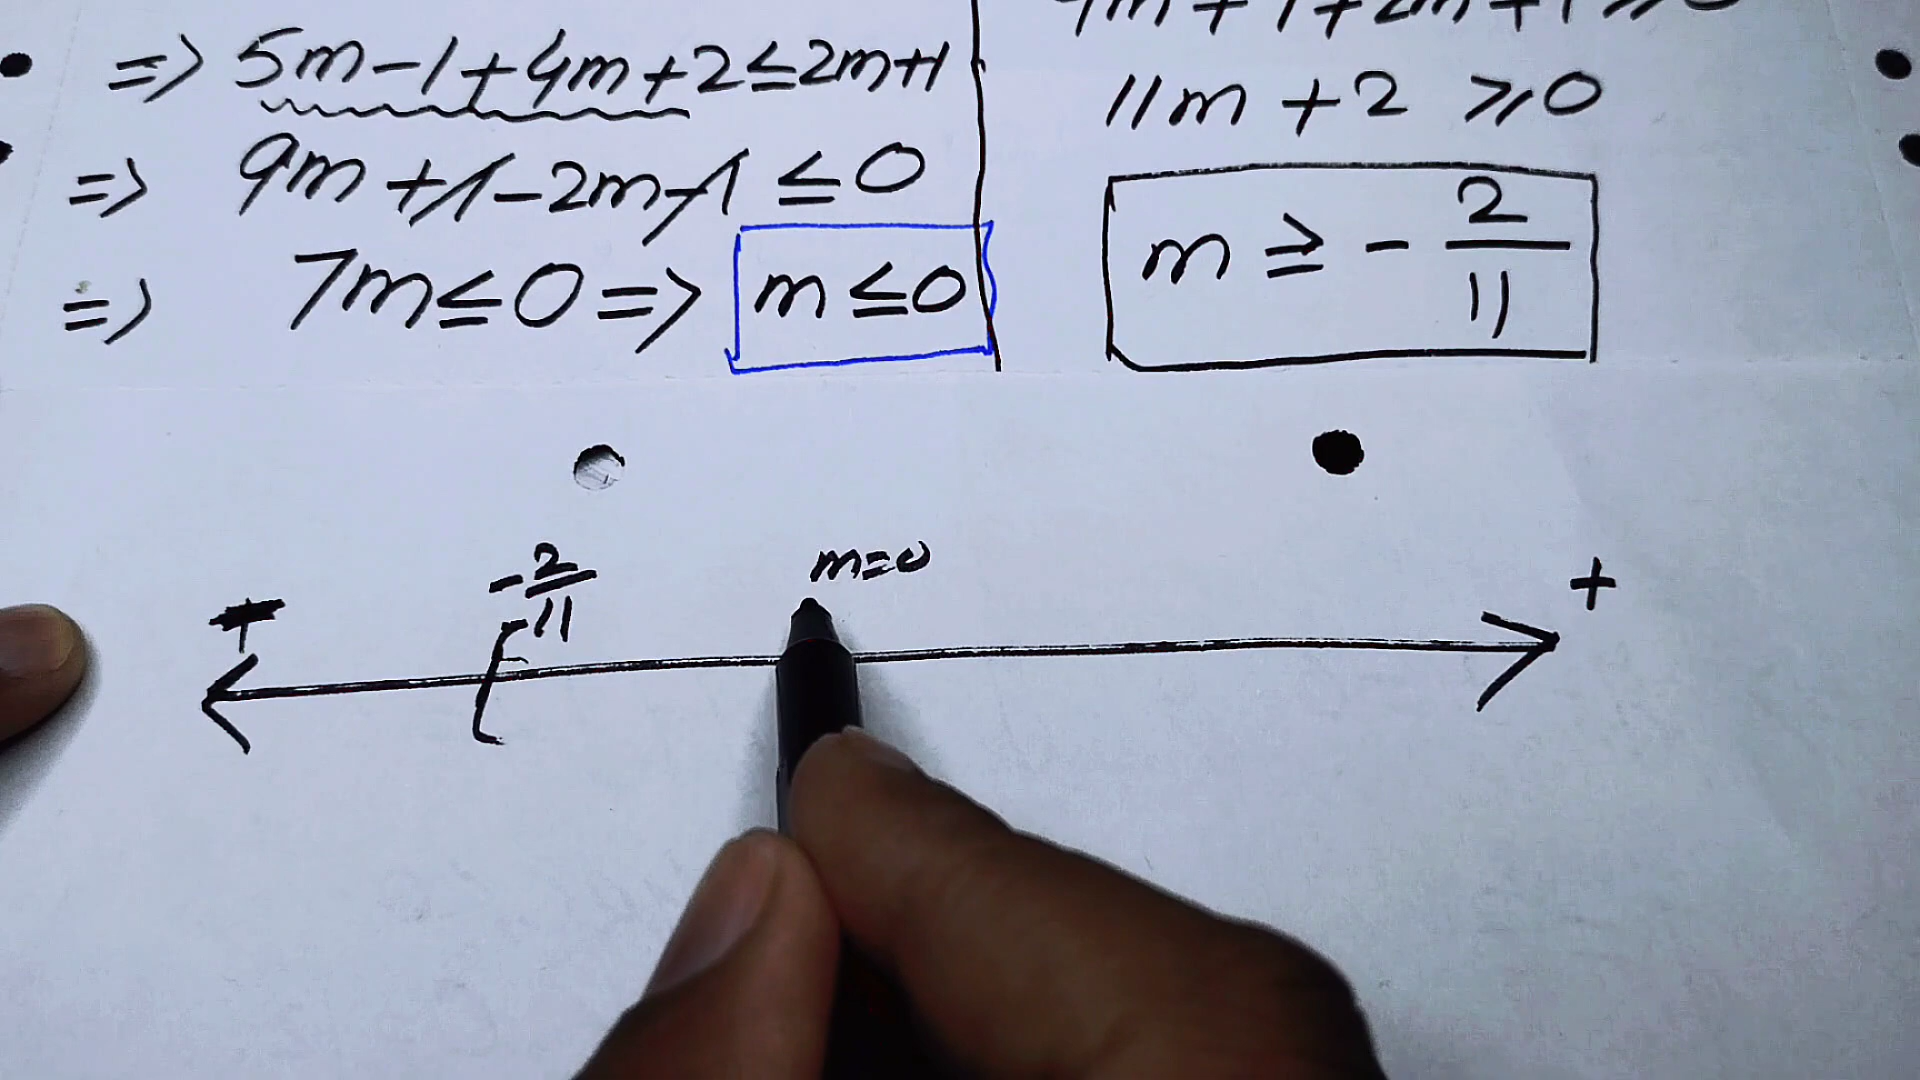 => 5m-1+4m+2≤2m+1
=> 9m+1-2m-1≤0
=> 7m≤0 => m≤0
11m+2≥0
m≥-2/11
-2/11
m=0
+